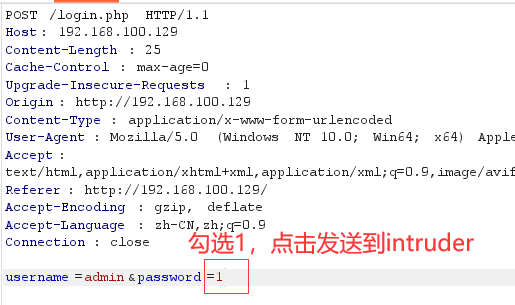 POST /login.php HTTP/1.1
Host: 192.168.100.129
Content-Length : 25
Cache-Control : max-age=0
Upgrade-Insecure-Requests : 1
Origin : http://192.168.100.129
Content-Type : application/x-www-form-urlencoded
User-Agent : Mozilla/5.0 (Windows NT 10.0; Win64; x64) Apple
Accept :
text/html,application/xhtml+xml,application/xml;q=0.9,image/avif
Referer : http://192.168.100.129/
Accept-Encoding : gzip, deflate
Accept-Language : zh-CN,zh;q=0.9
Connection : close
勾选1，点击发送到intruder
username =admin &password =1